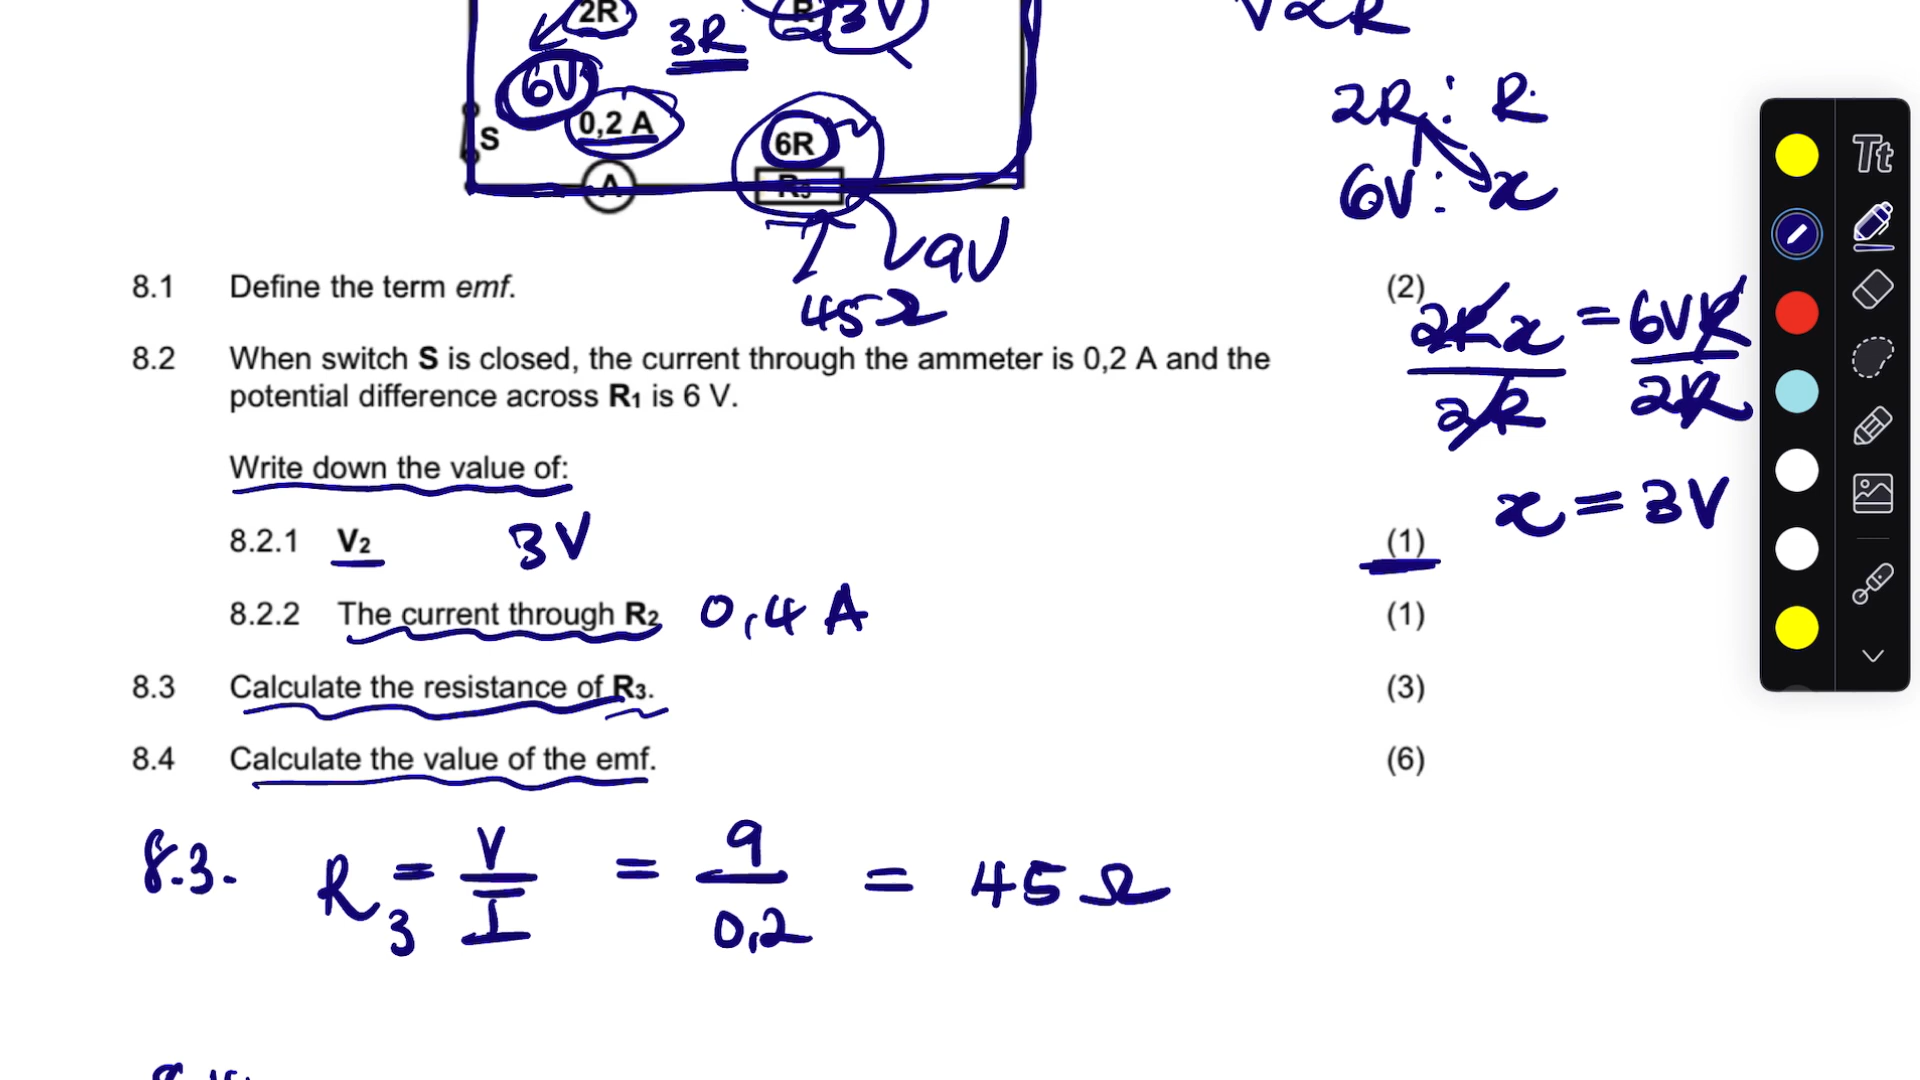 2R
3R
R
3V
6V
0,2 A
S
A
6R
R3
9V
45Ω
V∝R
2R : R
6V : x
2Rx = 6VR
2R 2R
x = 3V
8.1 Define the term emf. (2)
8.2 When switch S is closed, the current through the ammeter is 0,2 A and the
potential difference across R1 is 6 V.
Write down the value of:
8.2.1 V2 3V (1)
8.2.2 The current through R2 0,4 A (1)
8.3 Calculate the resistance of R3. (3)
8.4 Calculate the value of the emf. (6)
8.3. R3 = V/I = 9/0,2 = 45Ω
Tt